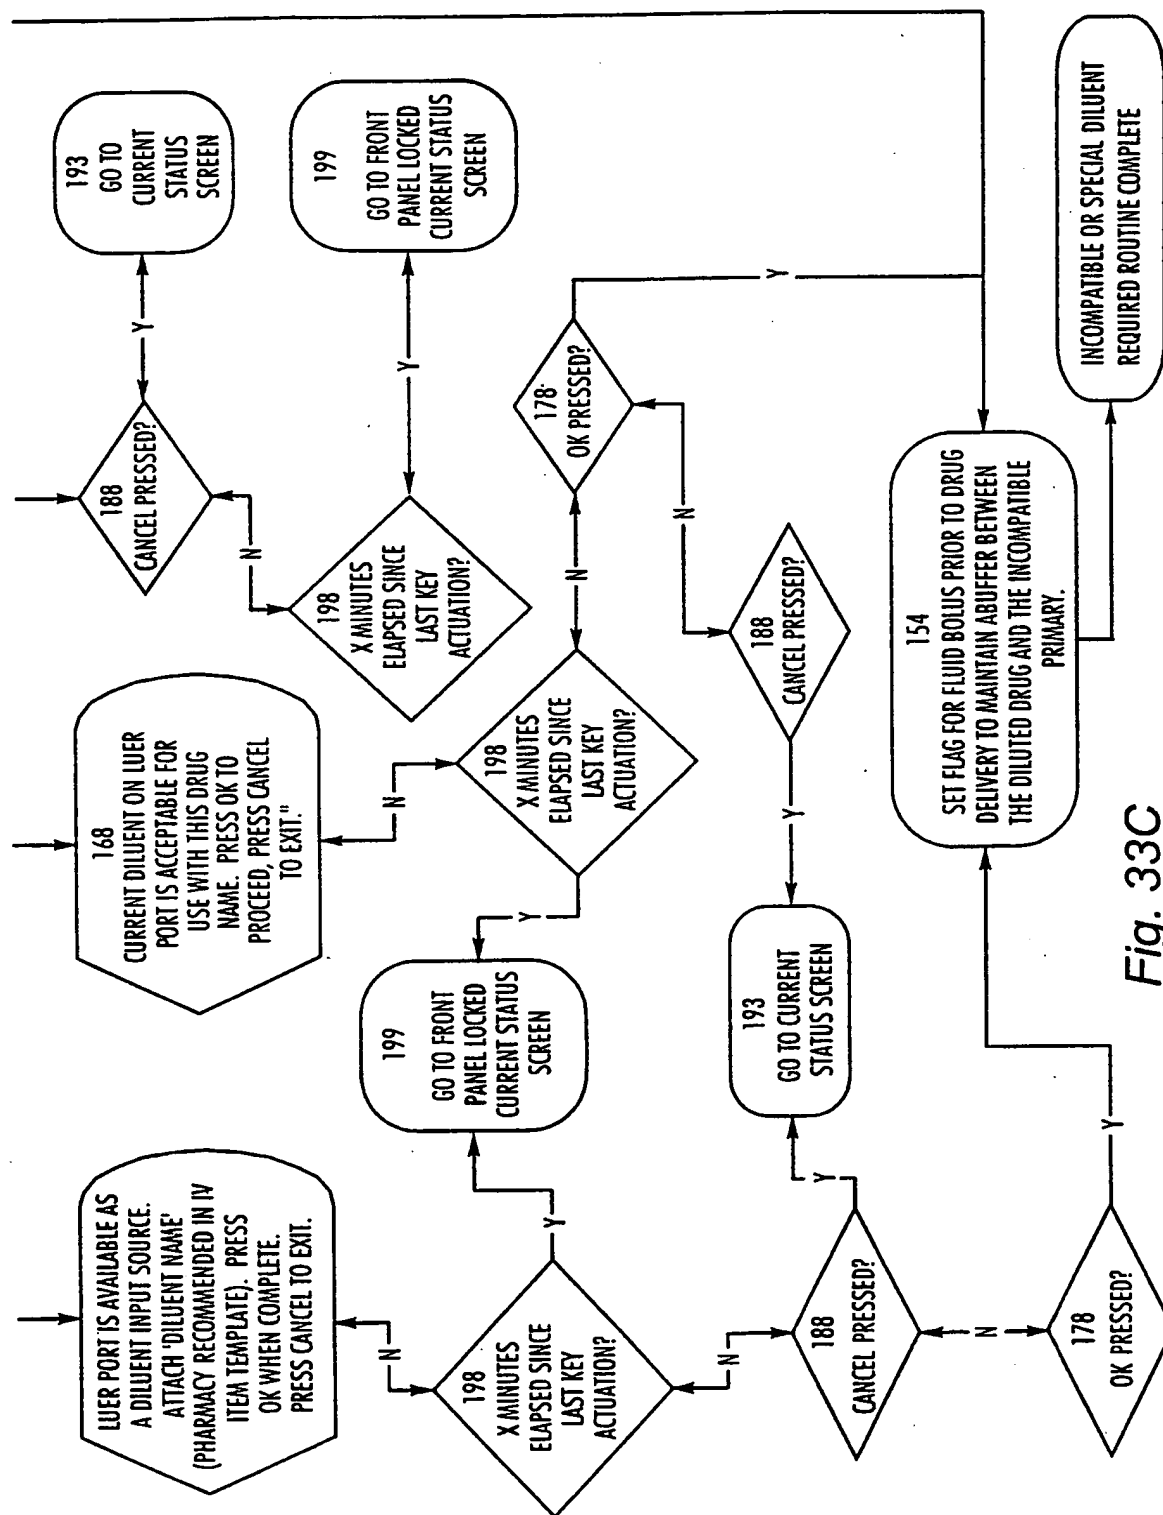 LUER PORT IS AVAILABLE AS
A DILUENT INPUT SOURCE.
ATTACH 'DILUENT NAME'
(PHARMACY RECOMMENDED IN IV
ITEM TEMPLATE). PRESS
OK WHEN COMPLETE.
PRESS CANCEL TO EXIT.
N
198
X MINUTES
ELAPSED SINCE
LAST KEY
ACTUATION?
Y
N
188
CANCEL PRESSED?
Y
N
178
OK PRESSED?
Y
199
GO TO FRONT
PANEL LOCKED
CURRENT STATUS
SCREEN
193
GO TO CURRENT
STATUS SCREEN
168
CURRENT DILUENT ON LUER
PORT IS ACCEPTABLE FOR
USE WITH THIS DRUG
NAME. PRESS OK TO
PROCEED, PRESS CANCEL
TO EXIT."
N
198
X MINUTES
ELAPSED SINCE
LAST KEY
ACTUATION?
Y
N
178
OK PRESSED?
Y
N
188
CANCEL PRESSED?
Y
188
CANCEL PRESSED?
Y
N
193
GO TO
CURRENT
STATUS
SCREEN
198
X MINUTES
ELAPSED SINCE
LAST KEY
ACTUATION?
Y
199
GO TO FRONT
PANEL LOCKED
CURRENT STATUS
SCREEN
154
SET FLAG FOR FLUID BOLUS PRIOR TO DRUG
DELIVERY TO MAINTAIN ABUFFER BETWEEN
THE DILUTED DRUG AND THE INCOMPATIBLE
PRIMARY.
INCOMPATIBLE OR SPECIAL DILUENT
REQUIRED ROUTINE COMPLETE
Fig. 33C